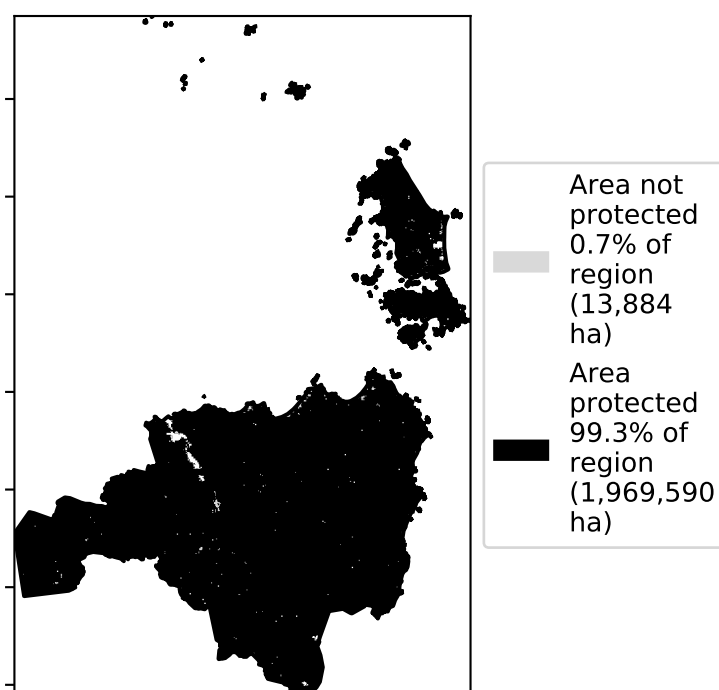 Area not
protected
0.7% of
region
(13,884
ha)
Area
protected
99.3% of
region
(1,969,590
ha)